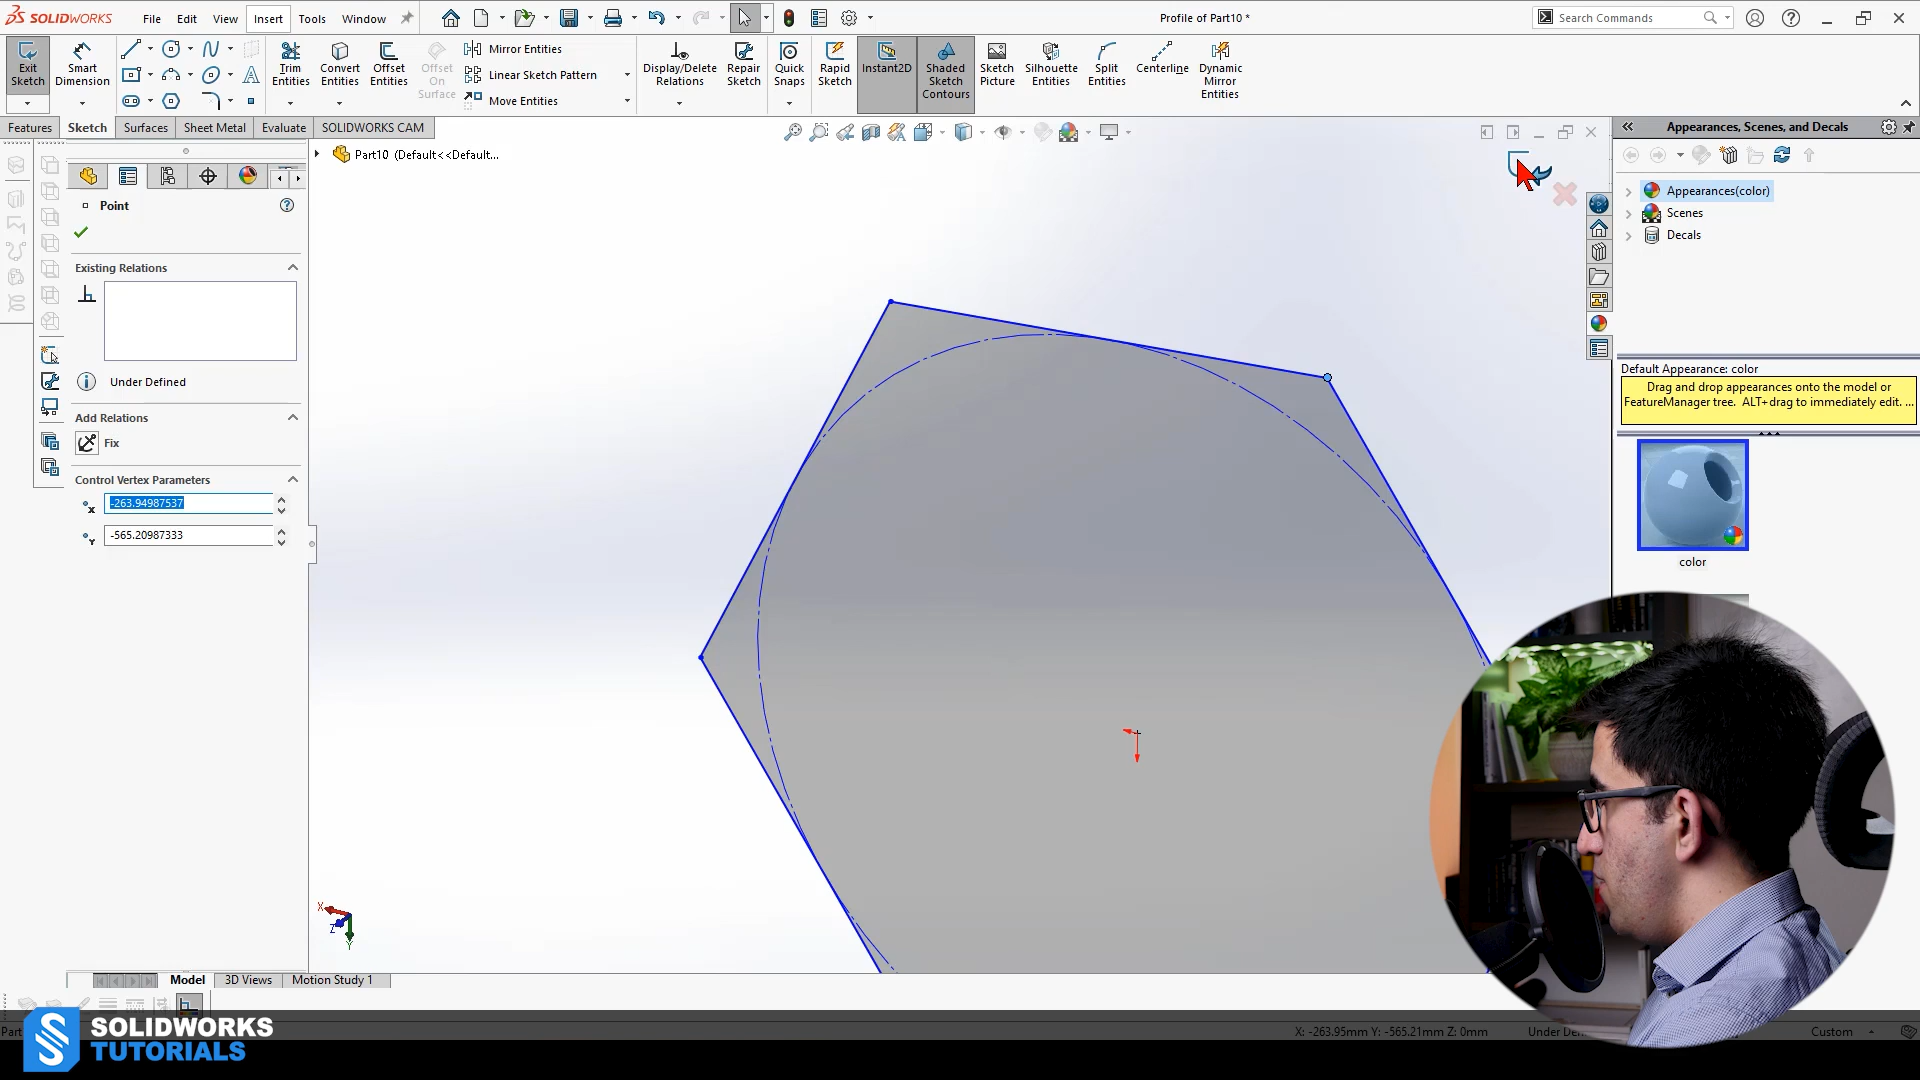 SOLIDWORKS
File
Edit
View
Insert
Tools
Window
Profile of Part10 *
Search Commands
Exit Sketch
Smart Dimension
Trim Entities
Convert Entities
Offset Entities
Offset On Surface
Mirror Entities
Linear Sketch Pattern
Move Entities
Display/Delete Relations
Repair Sketch
Quick Snaps
Rapid Sketch
Instant2D
Shaded Sketch Contours
Sketch Picture
Silhouette Entities
Split Entities
Centerline
Dynamic Mirror Entities
Features
Sketch
Surfaces
Sheet Metal
Evaluate
SOLIDWORKS CAM
Part10 (Default<<Default...
Point
Existing Relations
Under Defined
Add Relations
Fix
Control Vertex Parameters
-263.94987537
-565.20987333
X
Z
Y
Appearances, Scenes, and Decals
Appearances(color)
Scenes
Decals
Default Appearance: color
Drag and drop appearances onto the model or
FeatureManager tree. ALT+drag to immediately edit. ...
color
Model
3D Views
Motion Study 1
X: -263.95mm Y: -565.21mm Z: 0mm
Custom
SOLIDWORKS
TUTORIALS